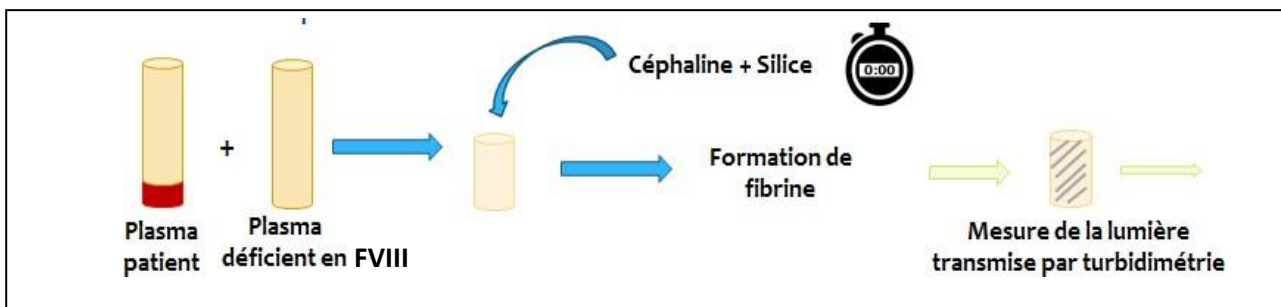 Céphaline + Silice
0:00
+
Formation de
fibrine
Plasma
patient
Plasma
déficient en FVIII
Mesure de la lumière
transmise par turbidimétrie